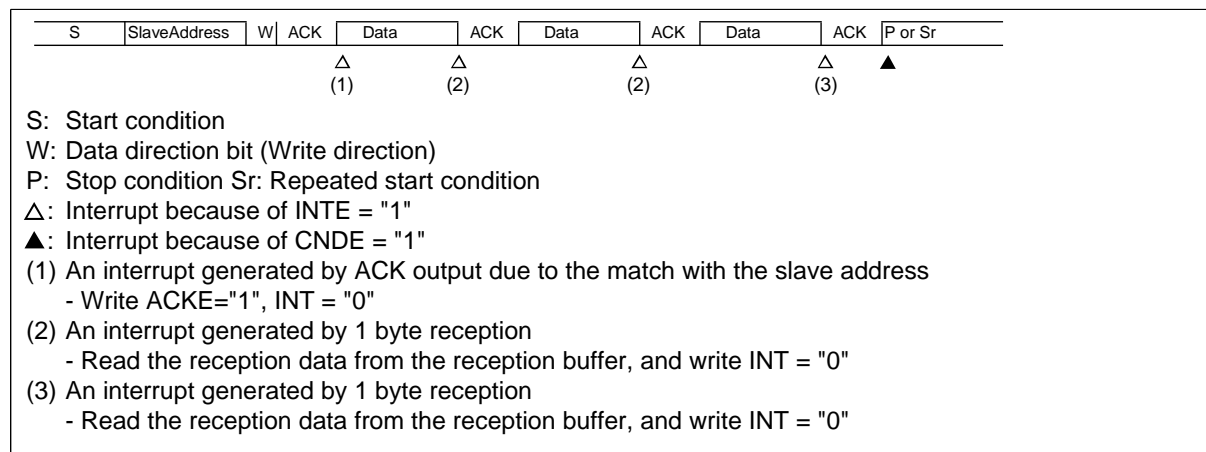 S SlaveAddress W ACK Data ACK Data ACK Data ACK P or Sr
(1) (2) (2) (3)
S: Start condition
W: Data direction bit (Write direction)
P: Stop condition Sr: Repeated start condition
△: Interrupt because of INTE = "1"
▲: Interrupt because of CNDE = "1"
(1) An interrupt generated by ACK output due to the match with the slave address
- Write ACKE="1", INT = "0"
(2) An interrupt generated by 1 byte reception
- Read the reception data from the reception buffer, and write INT = "0"
(3) An interrupt generated by 1 byte reception
- Read the reception data from the reception buffer, and write INT = "0"